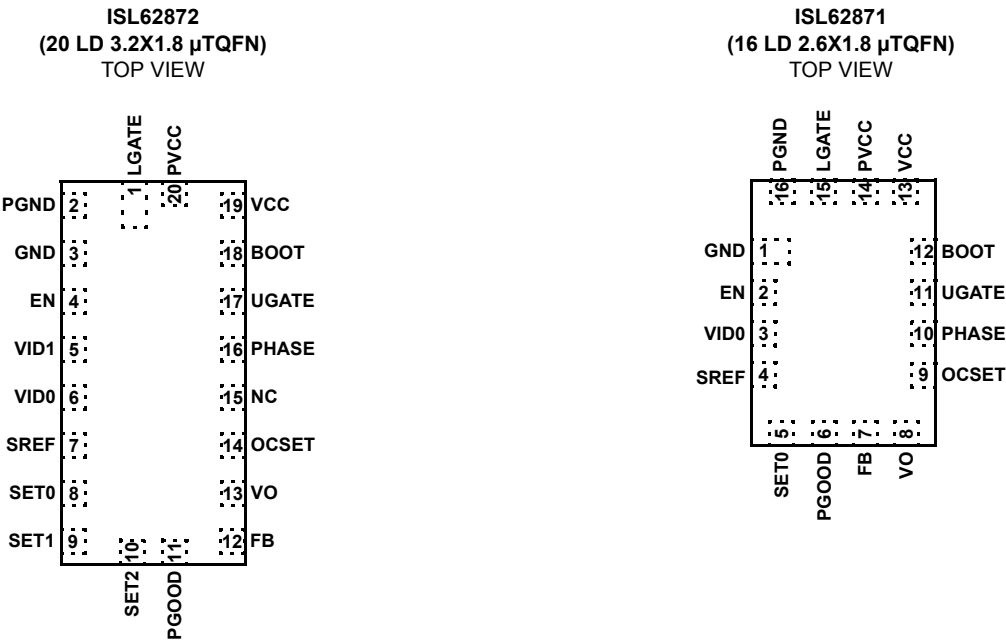 ISL62872
(20 LD 3.2X1.8 µTQFN)
TOP VIEW
1 LGATE
20 PVCC
PGND 2
GND 3
EN 4
VID1 5
VID0 6
SREF 7
SET0 8
SET1 9
SET2 10
PGOOD 11
19 VCC
18 BOOT
17 UGATE
16 PHASE
15 NC
14 OCSET
13 VO
12 FB
ISL62871
(16 LD 2.6X1.8 µTQFN)
TOP VIEW
16 PGND
15 LGATE
14 PVCC
13 VCC
GND 1
EN 2
VID0 3
SREF 4
SET0 5
PGOOD 6
FB 7
VO 8
12 BOOT
11 UGATE
10 PHASE
9 OCSET